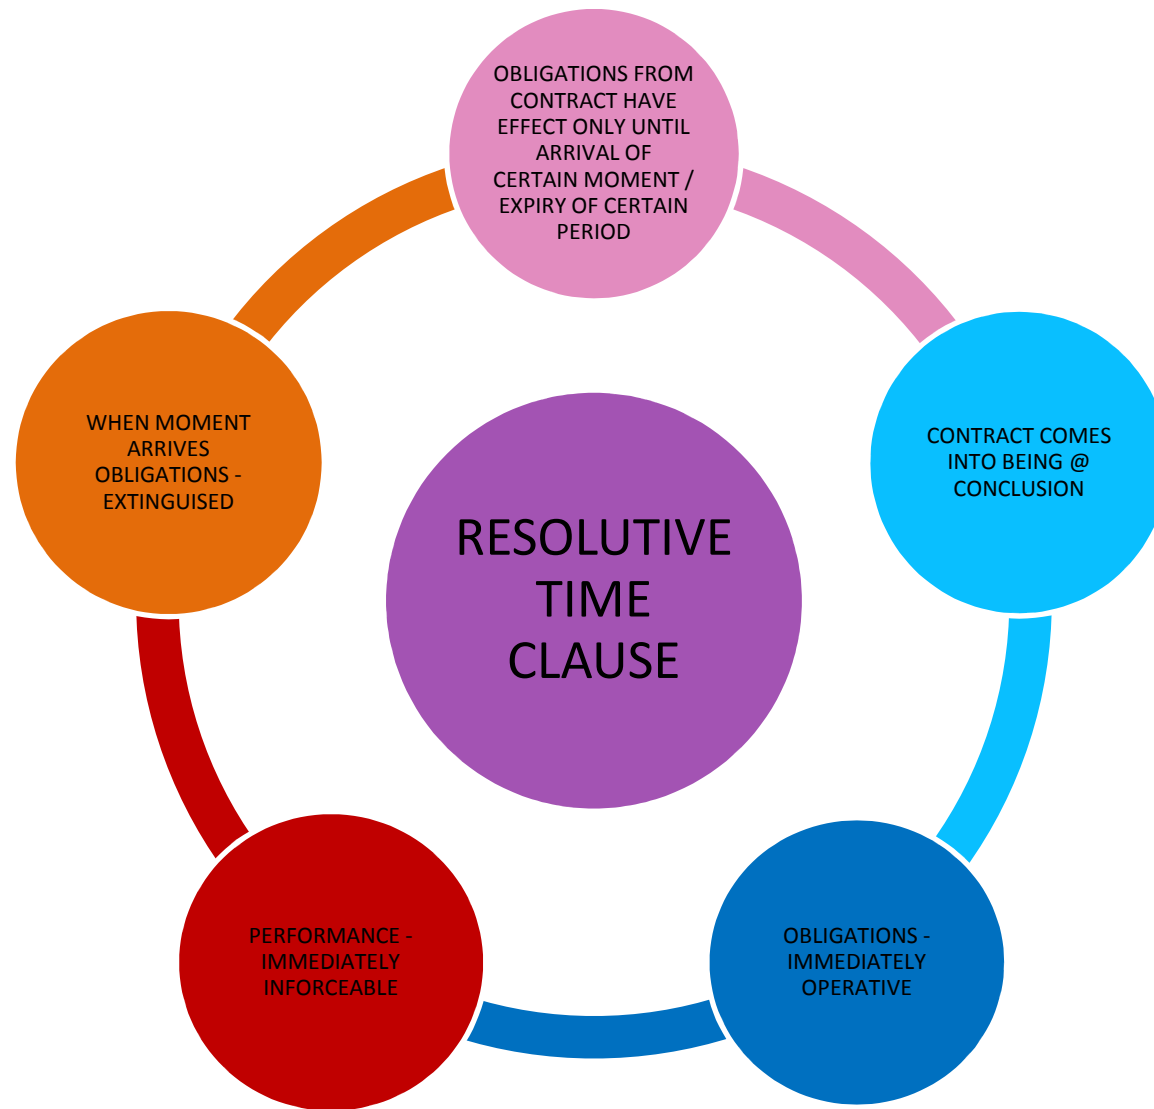 OBLIGATIONS FROM
CONTRACT HAVE
EFFECT ONLY UNTIL
ARRIVAL OF
CERTAIN MOMENT /
EXPIRY OF CERTAIN
PERIOD
CONTRACT COMES
INTO BEING @
CONCLUSION
OBLIGATIONS -
IMMEDIATELY
OPERATIVE
PERFORMANCE -
IMMEDIATELY
INFORCEABLE
WHEN MOMENT
ARRIVES
OBLIGATIONS -
EXTINGUISED
RESOLUTIVE
TIME
CLAUSE